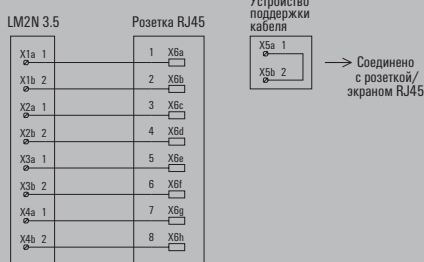 LM2N 3.5
X1a 1
X1b 2
X2a 1
X2b 2
X3a 1
X3b 2
X4a 1
X4b 2
Розетка RJ45
1 X6a
2 X6b
3 X6c
4 X6d
5 X6e
6 X6f
7 X6g
8 X6h
Устройство
поддержки
кабеля
X5a 1
X5b 2
Соединено
с розеткой/
экраном RJ45